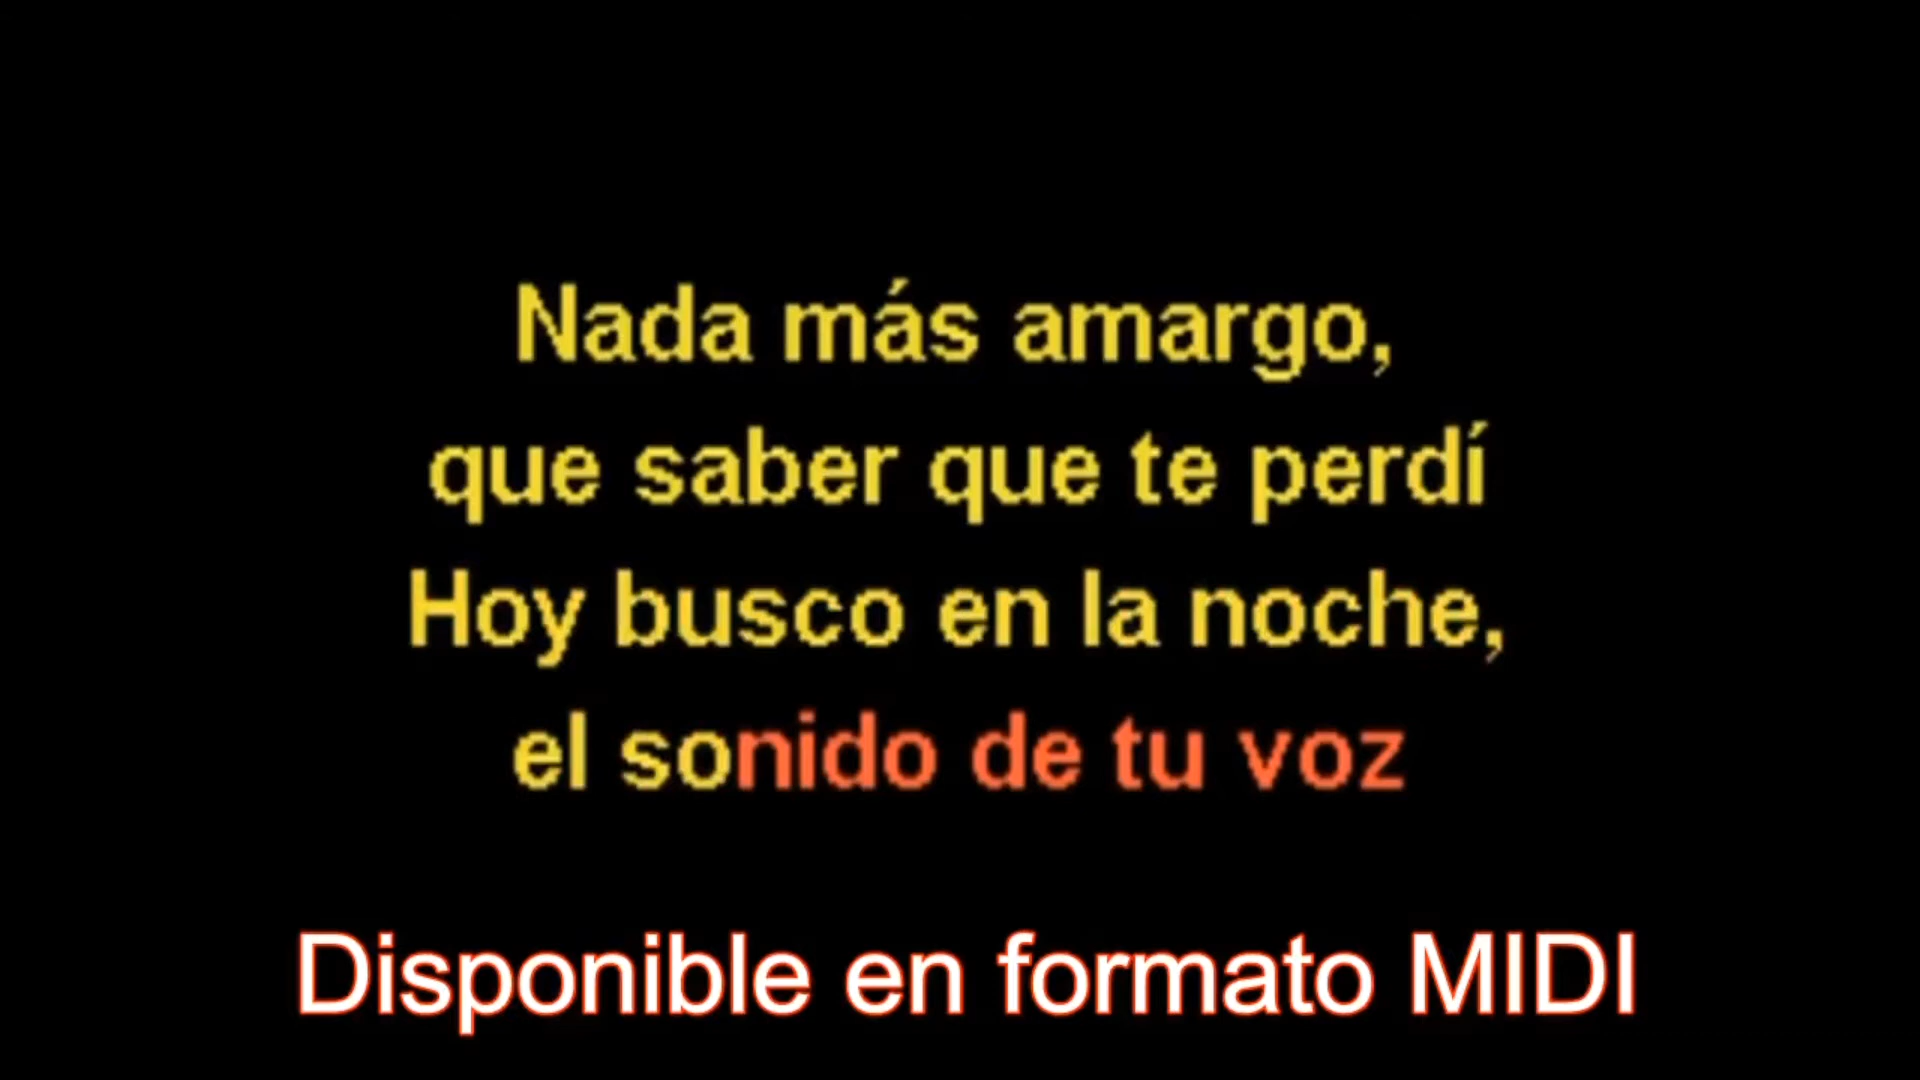 Nada más amargo,
que saber que te perdí
Hoy busco en la noche,
el sonido de tu voz
Disponible en formato MIDI